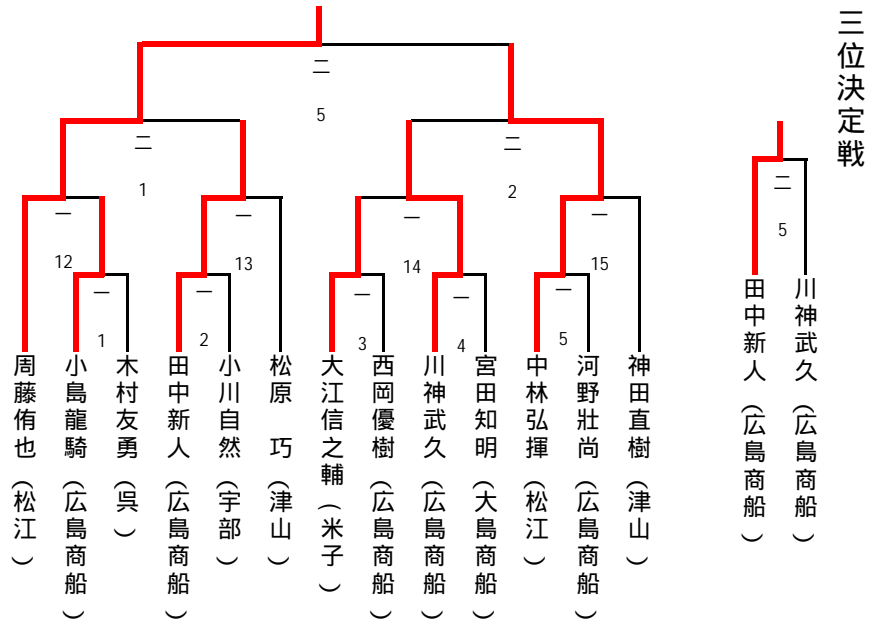 三位決定戦
二
5
二
1
二
2
一
12
一
13
一
14
一
15
一
1
一
2
一
3
一
4
一
5
二
5
周藤侑也（松江）
小島龍騎（広島商船）
木村友勇（呉）
田中新人（広島商船）
小川自然（宇部）
松原　巧（津山）
大江信之輔（米子）
西岡優樹（広島商船）
川神武久（広島商船）
宮田知明（大島商船）
中林弘揮（松江）
河野壯尚（広島商船）
神田直樹（津山）
田中新人（広島商船）
川神武久（広島商船）